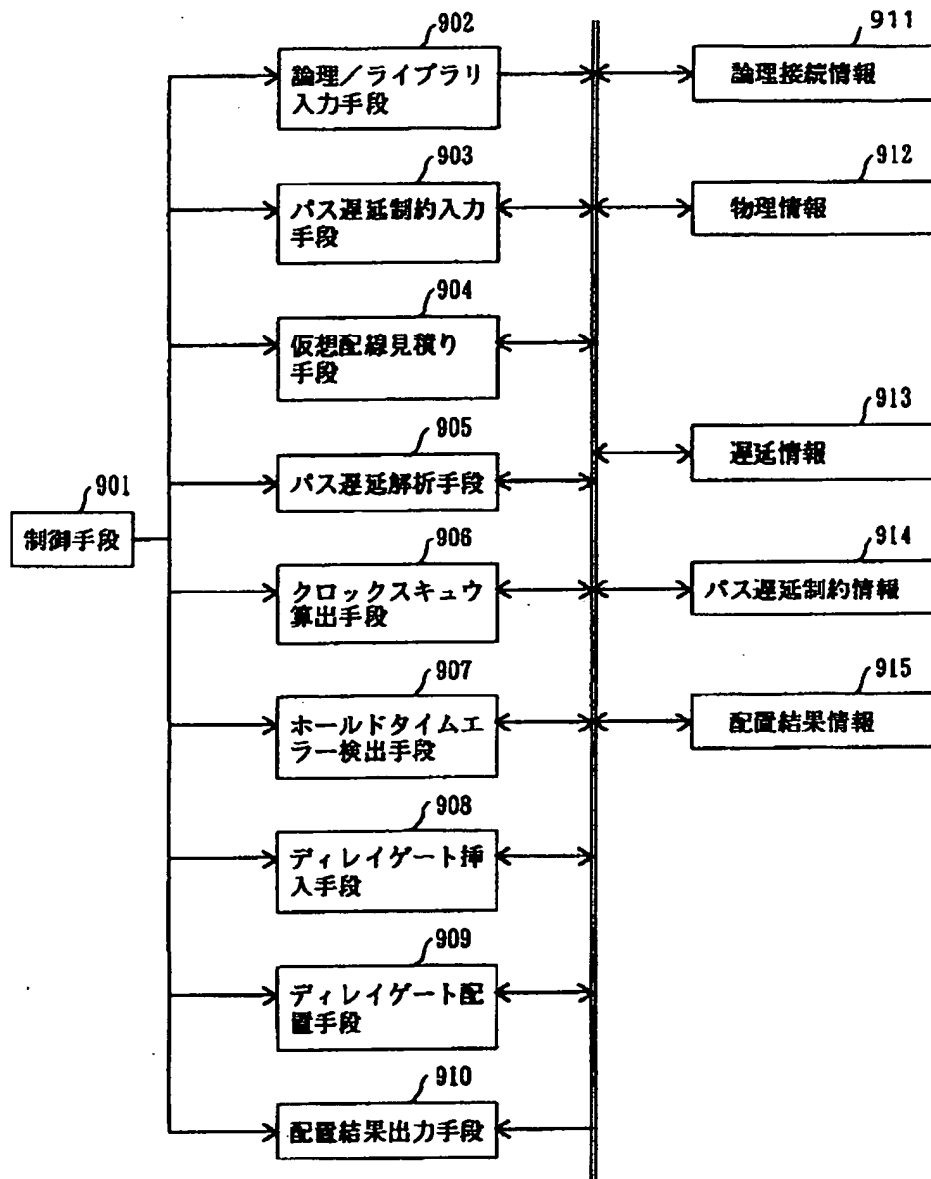 902
論理／ライブラリ
入力手段
903
パス遅延制約入力
手段
904
仮想配線見積り
手段
905
パス遅延解析手段
901
制御手段
906
クロックスキュウ
算出手段
907
ホールドタイムエ
ラー検出手段
908
ディレイゲート挿
入手段
909
ディレイゲート配
置手段
910
配置結果出力手段
911
論理接続情報
912
物理情報
913
遅延情報
914
パス遅延制約情報
915
配置結果情報